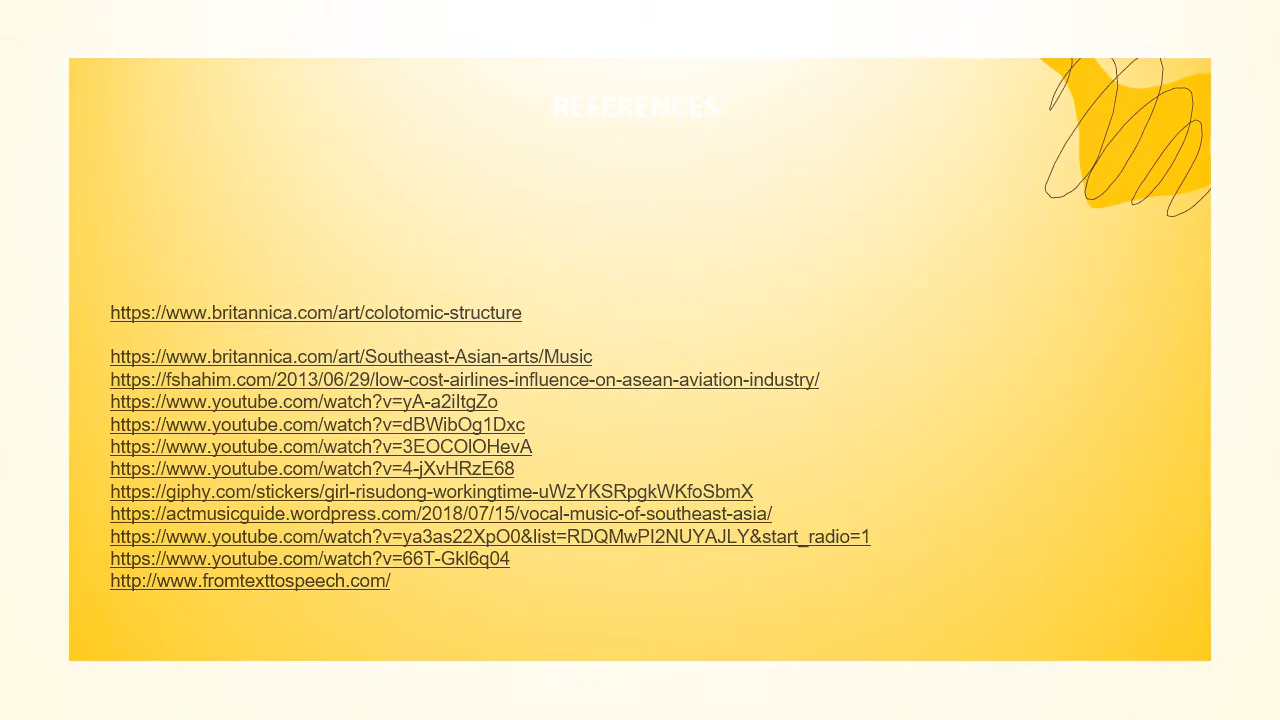 REFERENCES:
https://www.britannica.com/art/colotomic-structure
https://www.britannica.com/art/Southeast-Asian-arts/Music
https://fshahim.com/2013/06/29/low-cost-airlines-influence-on-asean-aviation-industry/
https://www.youtube.com/watch?v=yA-a2iItgZo
https://www.youtube.com/watch?v=dBWibOg1Dxc
https://www.youtube.com/watch?v=3EOCOlOHevA
https://www.youtube.com/watch?v=4-jXvHRzE68
https://giphy.com/stickers/girl-risudong-workingtime-uWzYKSRpgkWKfoSbmX
https://actmusicguide.wordpress.com/2018/07/15/vocal-music-of-southeast-asia/
https://www.youtube.com/watch?v=ya3as22XpO0&list=RDQMwPI2NUYAJLY&start_radio=1
https://www.youtube.com/watch?v=66T-Gkl6q04
http://www.fromtexttospeech.com/